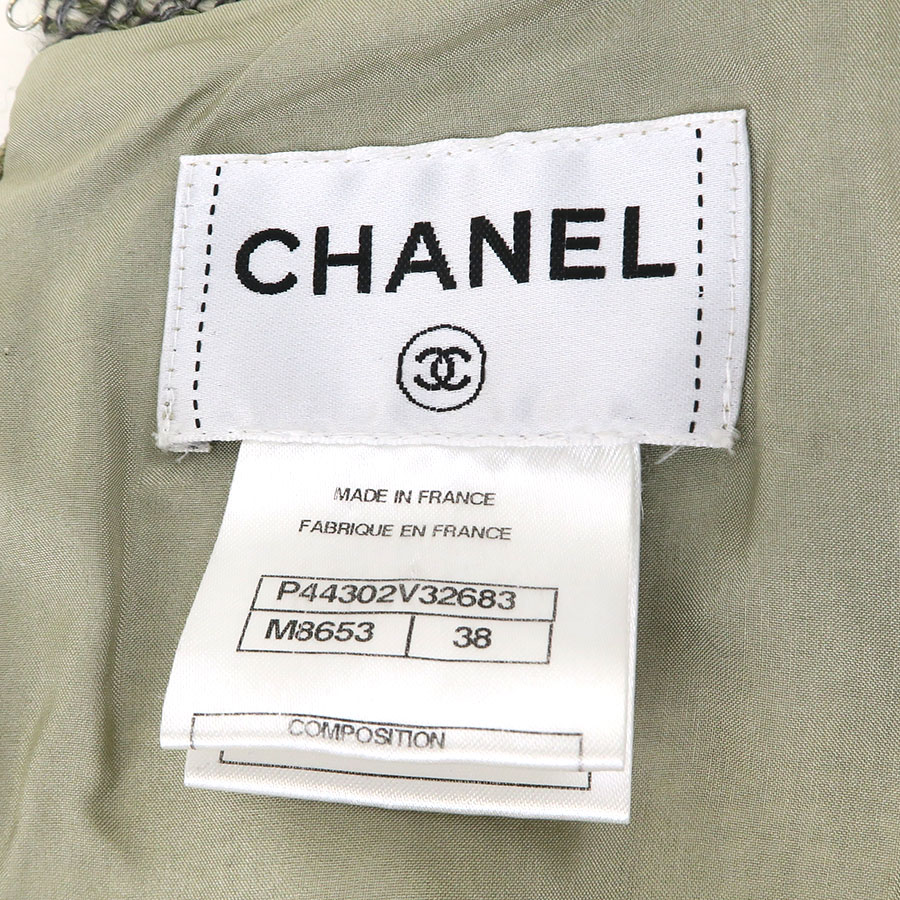 CHANEL
MADE IN FRANCE
FABRIQUE EN FRANCE
P44302V32683
M8653 38
COMPOSITION